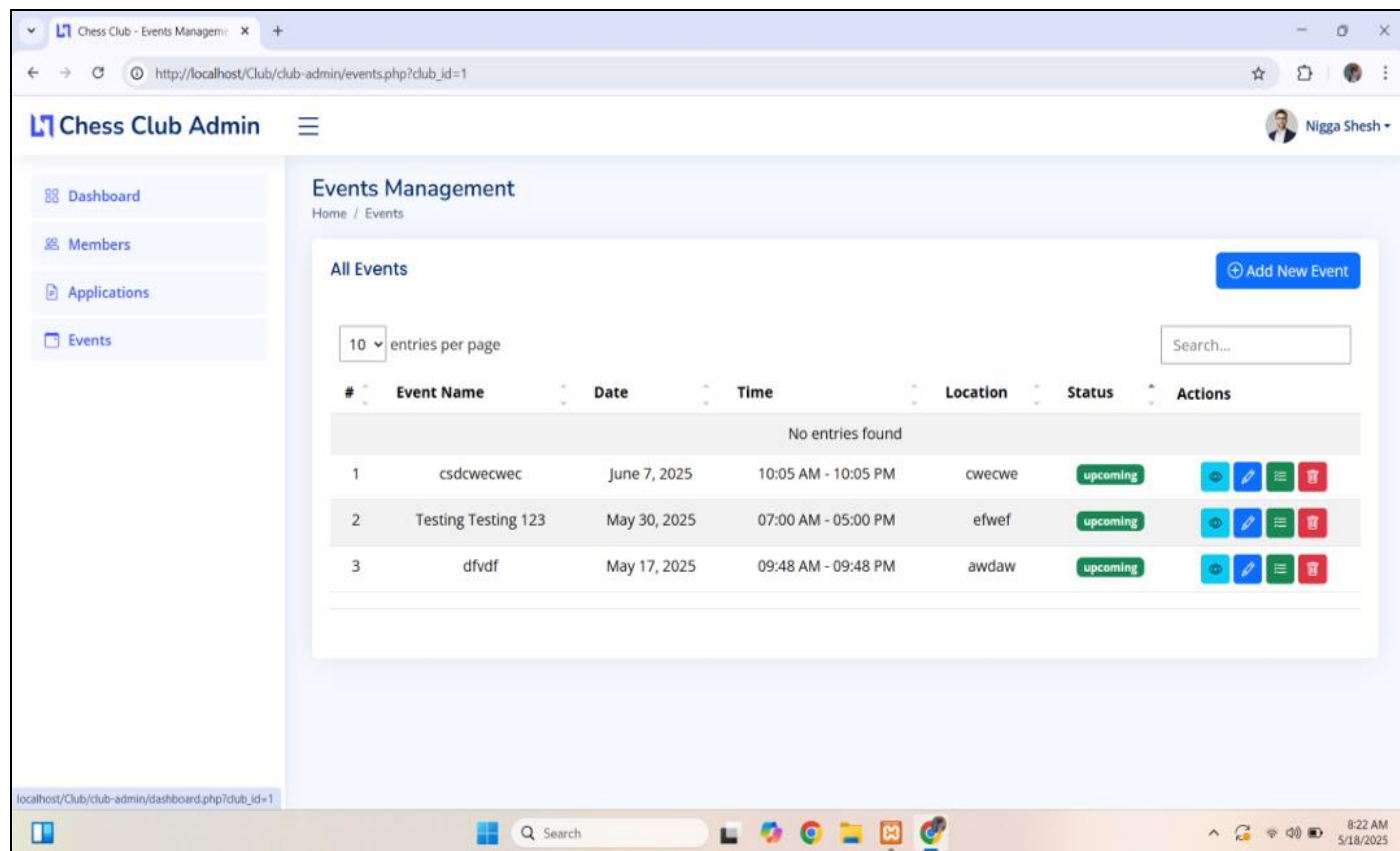 Chess Club - Events Manageme
http://localhost/Club/club-admin/events.php?club_id=1
Chess Club Admin
Nigga Shesh
Dashboard
Members
Applications
Events
Events Management
Home / Events
All Events
Add New Event
10 entries per page
Search...
# Event Name Date Time Location Status Actions
No entries found
1 csdcwecwec June 7, 2025 10:05 AM - 10:05 PM cwecwe upcoming
2 Testing Testing 123 May 30, 2025 07:00 AM - 05:00 PM efwef upcoming
3 dfvdf May 17, 2025 09:48 AM - 09:48 PM awdaw upcoming
localhost/Club/club-admin/dashboard.php?club_id=1
Search
8:22 AM
5/18/2025